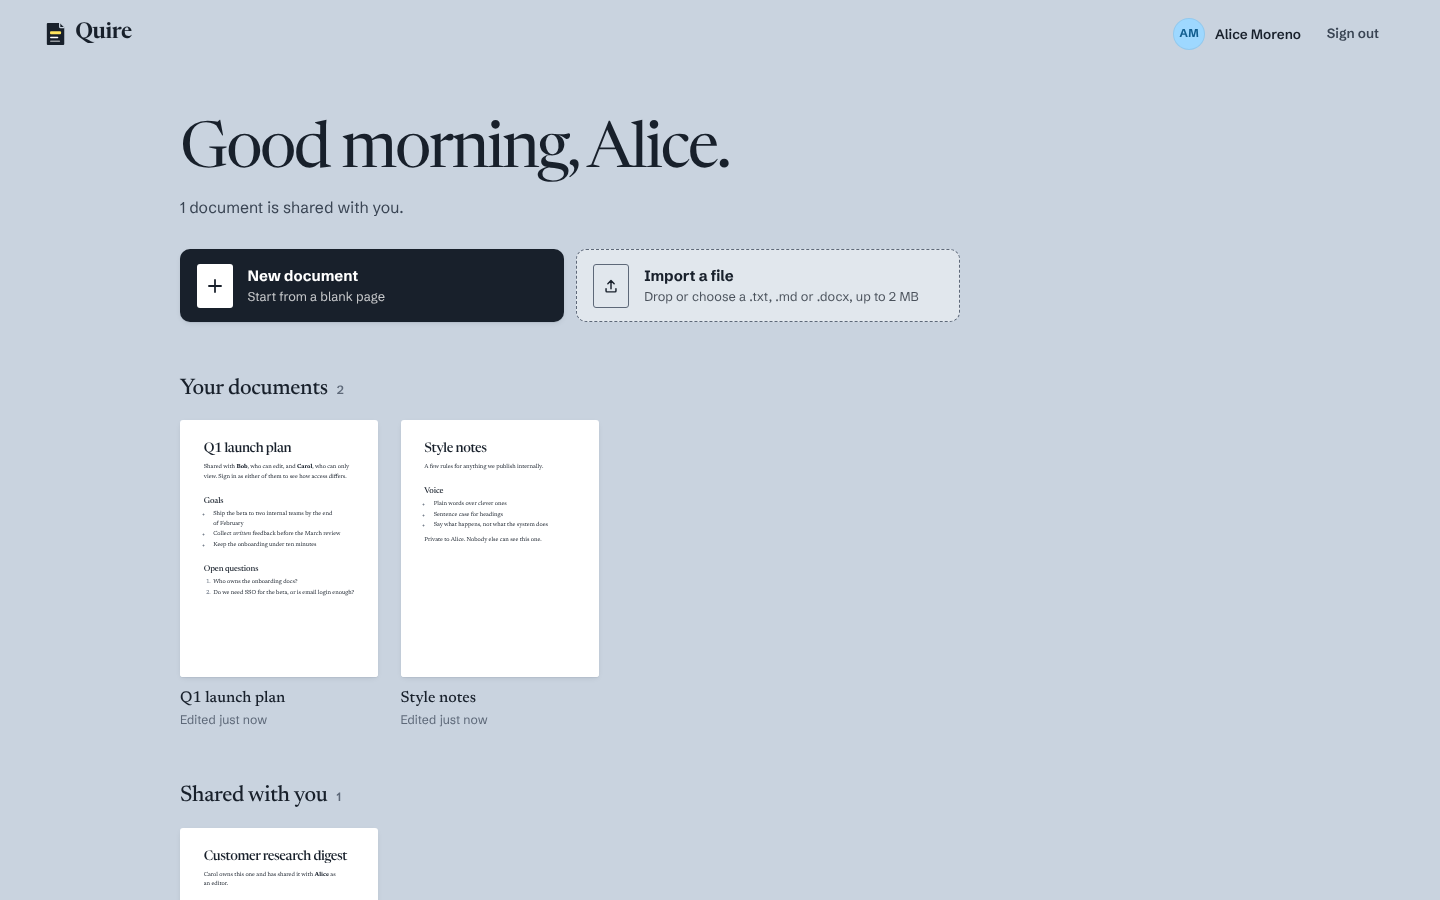 Quire
AM
Alice Moreno
Sign out
Good morning, Alice.
1 document is shared with you.
New document
Start from a blank page
Import a file
Drop or choose a .txt, .md or .docx, up to 2 MB
Your documents 2
Q1 launch plan
Shared with Bob, who can edit, and Carol, who can only
view. Sign in as either of them to see how access differs.
Goals
Ship the beta to two internal teams by the end
of February
Collect written feedback before the March review
Keep the onboarding under ten minutes
Open questions
1. Who owns the onboarding docs?
2. Do we need SSO for the beta, or is email login enough?
Q1 launch plan
Edited just now
Style notes
A few rules for anything we publish internally.
Voice
Plain words over clever ones
Sentence case for headings
Say what happens, not what the system does
Private to Alice. Nobody else can see this one.
Style notes
Edited just now
Shared with you 1
Customer research digest
Carol owns this one and has shared it with Alice as
an editor.